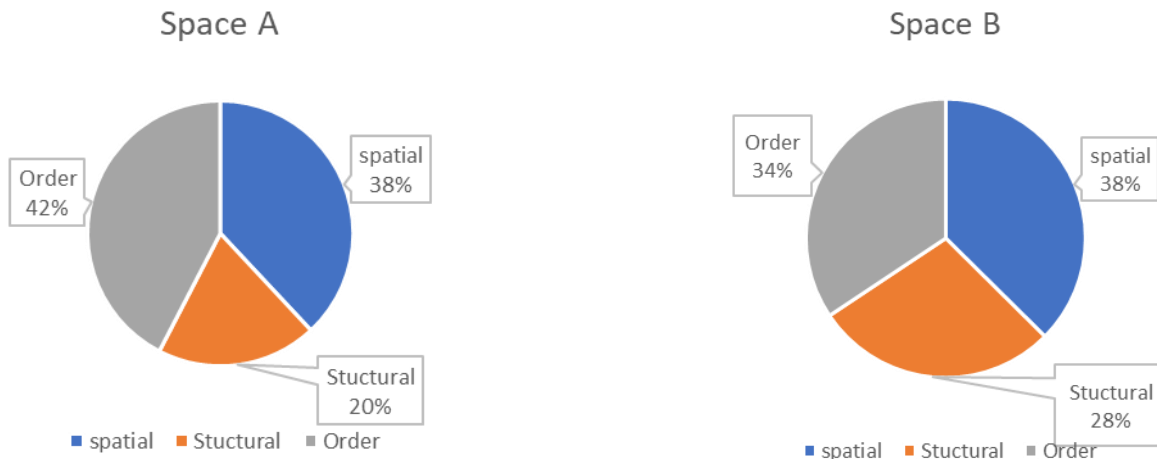 Space A
Order
42%
spatial
38%
Stuctural
20%
spatial Stuctural Order
Space B
Order
34%
spatial
38%
Stuctural
28%
spatial Stuctural Order